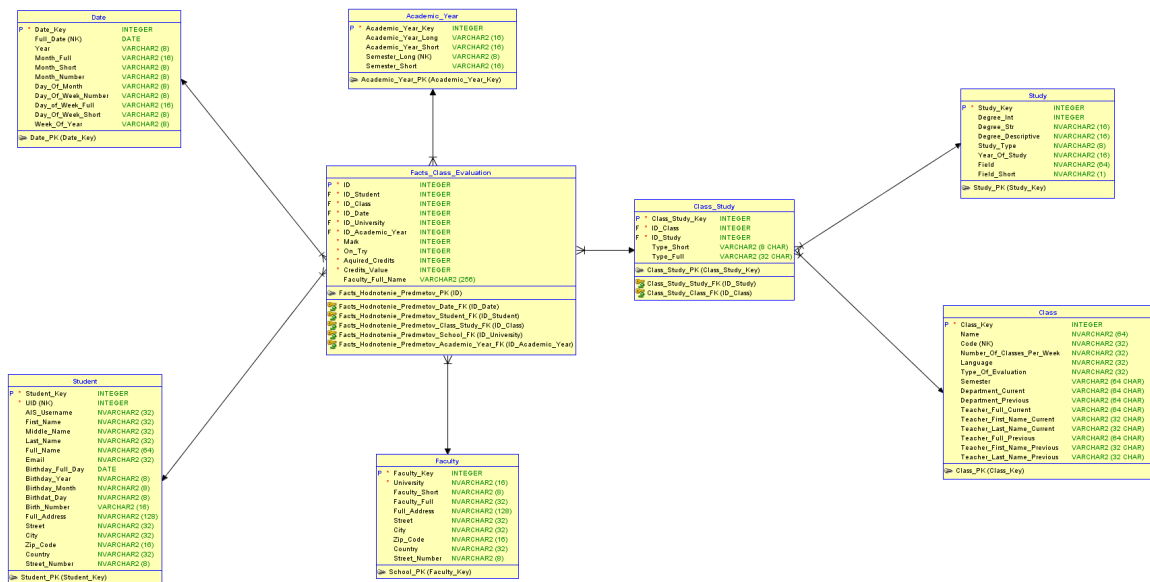 Date
P * Date_Key INTEGER
Full_Date (NK) DATE
Year VARCHAR2 (8)
Month_Full VARCHAR2 (16)
Month_Short VARCHAR2 (8)
Month_Number VARCHAR2 (8)
Day_Of_Month VARCHAR2 (8)
Day_Of_Week_Number VARCHAR2 (8)
Day_of_Week_Full VARCHAR2 (16)
Day_Of_Week_Short VARCHAR2 (8)
Week_Of_Year VARCHAR2 (8)
Date_PK (Date_Key)
Academic_Year
P * Academic_Year_Key INTEGER
Academic_Year_Long VARCHAR2 (16)
Academic_Year_Short VARCHAR2 (16)
Semester_Long (NK) VARCHAR2 (8)
Semester_Short VARCHAR2 (16)
Academic_Year_PK (Academic_Year_Key)
Study
P * Study_Key INTEGER
Degree_Int INTEGER
Degree_Str NVARCHAR2 (16)
Degree_Descriptive NVARCHAR2 (16)
Study_Type NVARCHAR2 (8)
Year_Of_Study NVARCHAR2 (16)
Field NVARCHAR2 (64)
Field_Short NVARCHAR2 (1)
Study_PK (Study_Key)
Facts_Class_Evaluation
P * ID INTEGER
F * ID_Student INTEGER
F * ID_Class INTEGER
F * ID_Date INTEGER
F * ID_University INTEGER
F * ID_Academic_Year INTEGER
* Mark INTEGER
* On_Try INTEGER
* Aquired_Credits INTEGER
* Credits_Value INTEGER
Faculty_Full_Name VARCHAR2 (256)
Facts_Hodnotenie_Predmetov_PK (ID)
Facts_Hodnotenie_Predmetov_Date_FK (ID_Date)
Facts_Hodnotenie_Predmetov_Student_FK (ID_Student)
Facts_Hodnotenie_Predmetov_Class_Study_FK (ID_Class)
Facts_Hodnotenie_Predmetov_School_FK (ID_University)
Facts_Hodnotenie_Predmetov_Academic_Year_FK (ID_Academic_Year)
Class_Study
P * Class_Study_Key INTEGER
F * ID_Class INTEGER
F * ID_Study INTEGER
Type_Short VARCHAR2 (8 CHAR)
Type_Full VARCHAR2 (32 CHAR)
Class_Study_PK (Class_Study_Key)
Class_Study_Study_FK (ID_Study)
Class_Study_Class_FK (ID_Class)
Class
P * Class_Key INTEGER
Name NVARCHAR2 (64)
Code (NK) NVARCHAR2 (32)
Number_Of_Classes_Per_Week NVARCHAR2 (32)
Language NVARCHAR2 (32)
Type_Of_Evaluation NVARCHAR2 (32)
Semester VARCHAR2 (64 CHAR)
Department_Current VARCHAR2 (64 CHAR)
Department_Previous VARCHAR2 (64 CHAR)
Teacher_Full_Current VARCHAR2 (64 CHAR)
Teacher_First_Name_Current VARCHAR2 (32 CHAR)
Teacher_Last_Name_Current VARCHAR2 (32 CHAR)
Teacher_Full_Previous VARCHAR2 (64 CHAR)
Teacher_First_Name_Previous VARCHAR2 (32 CHAR)
Teacher_Last_Name_Previous VARCHAR2 (32 CHAR)
Class_PK (Class_Key)
Student
P * Student_Key INTEGER
* UID (NK) INTEGER
AIS_Username NVARCHAR2 (32)
First_Name NVARCHAR2 (32)
Middle_Name NVARCHAR2 (32)
Last_Name NVARCHAR2 (32)
Full_Name NVARCHAR2 (64)
Email NVARCHAR2 (32)
Birthday_Full_Day DATE
Birthday_Year NVARCHAR2 (8)
Birthday_Month NVARCHAR2 (8)
Birthdat_Day NVARCHAR2 (8)
Birth_Number VARCHAR2 (16)
Full_Address NVARCHAR2 (128)
Street NVARCHAR2 (32)
City NVARCHAR2 (32)
Zip_Code NVARCHAR2 (16)
Country NVARCHAR2 (32)
Street_Number NVARCHAR2 (8)
Student_PK (Student_Key)
Faculty
P * Faculty_Key INTEGER
* University NVARCHAR2 (16)
Faculty_Short NVARCHAR2 (8)
Faculty_Full NVARCHAR2 (32)
Full_Address NVARCHAR2 (128)
Street NVARCHAR2 (32)
City NVARCHAR2 (32)
Zip_Code NVARCHAR2 (16)
Country NVARCHAR2 (32)
Street_Number NVARCHAR2 (8)
School_PK (Faculty_Key)